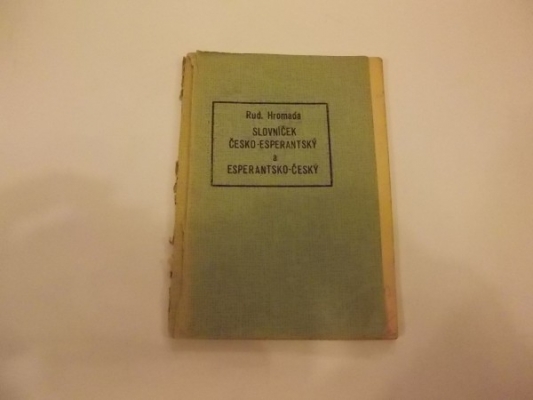 Rud. Hromada
SLOVNÍČEK
ČESKO-ESPERANTSKÝ
a
ESPERANTSKO-ČESKÝ